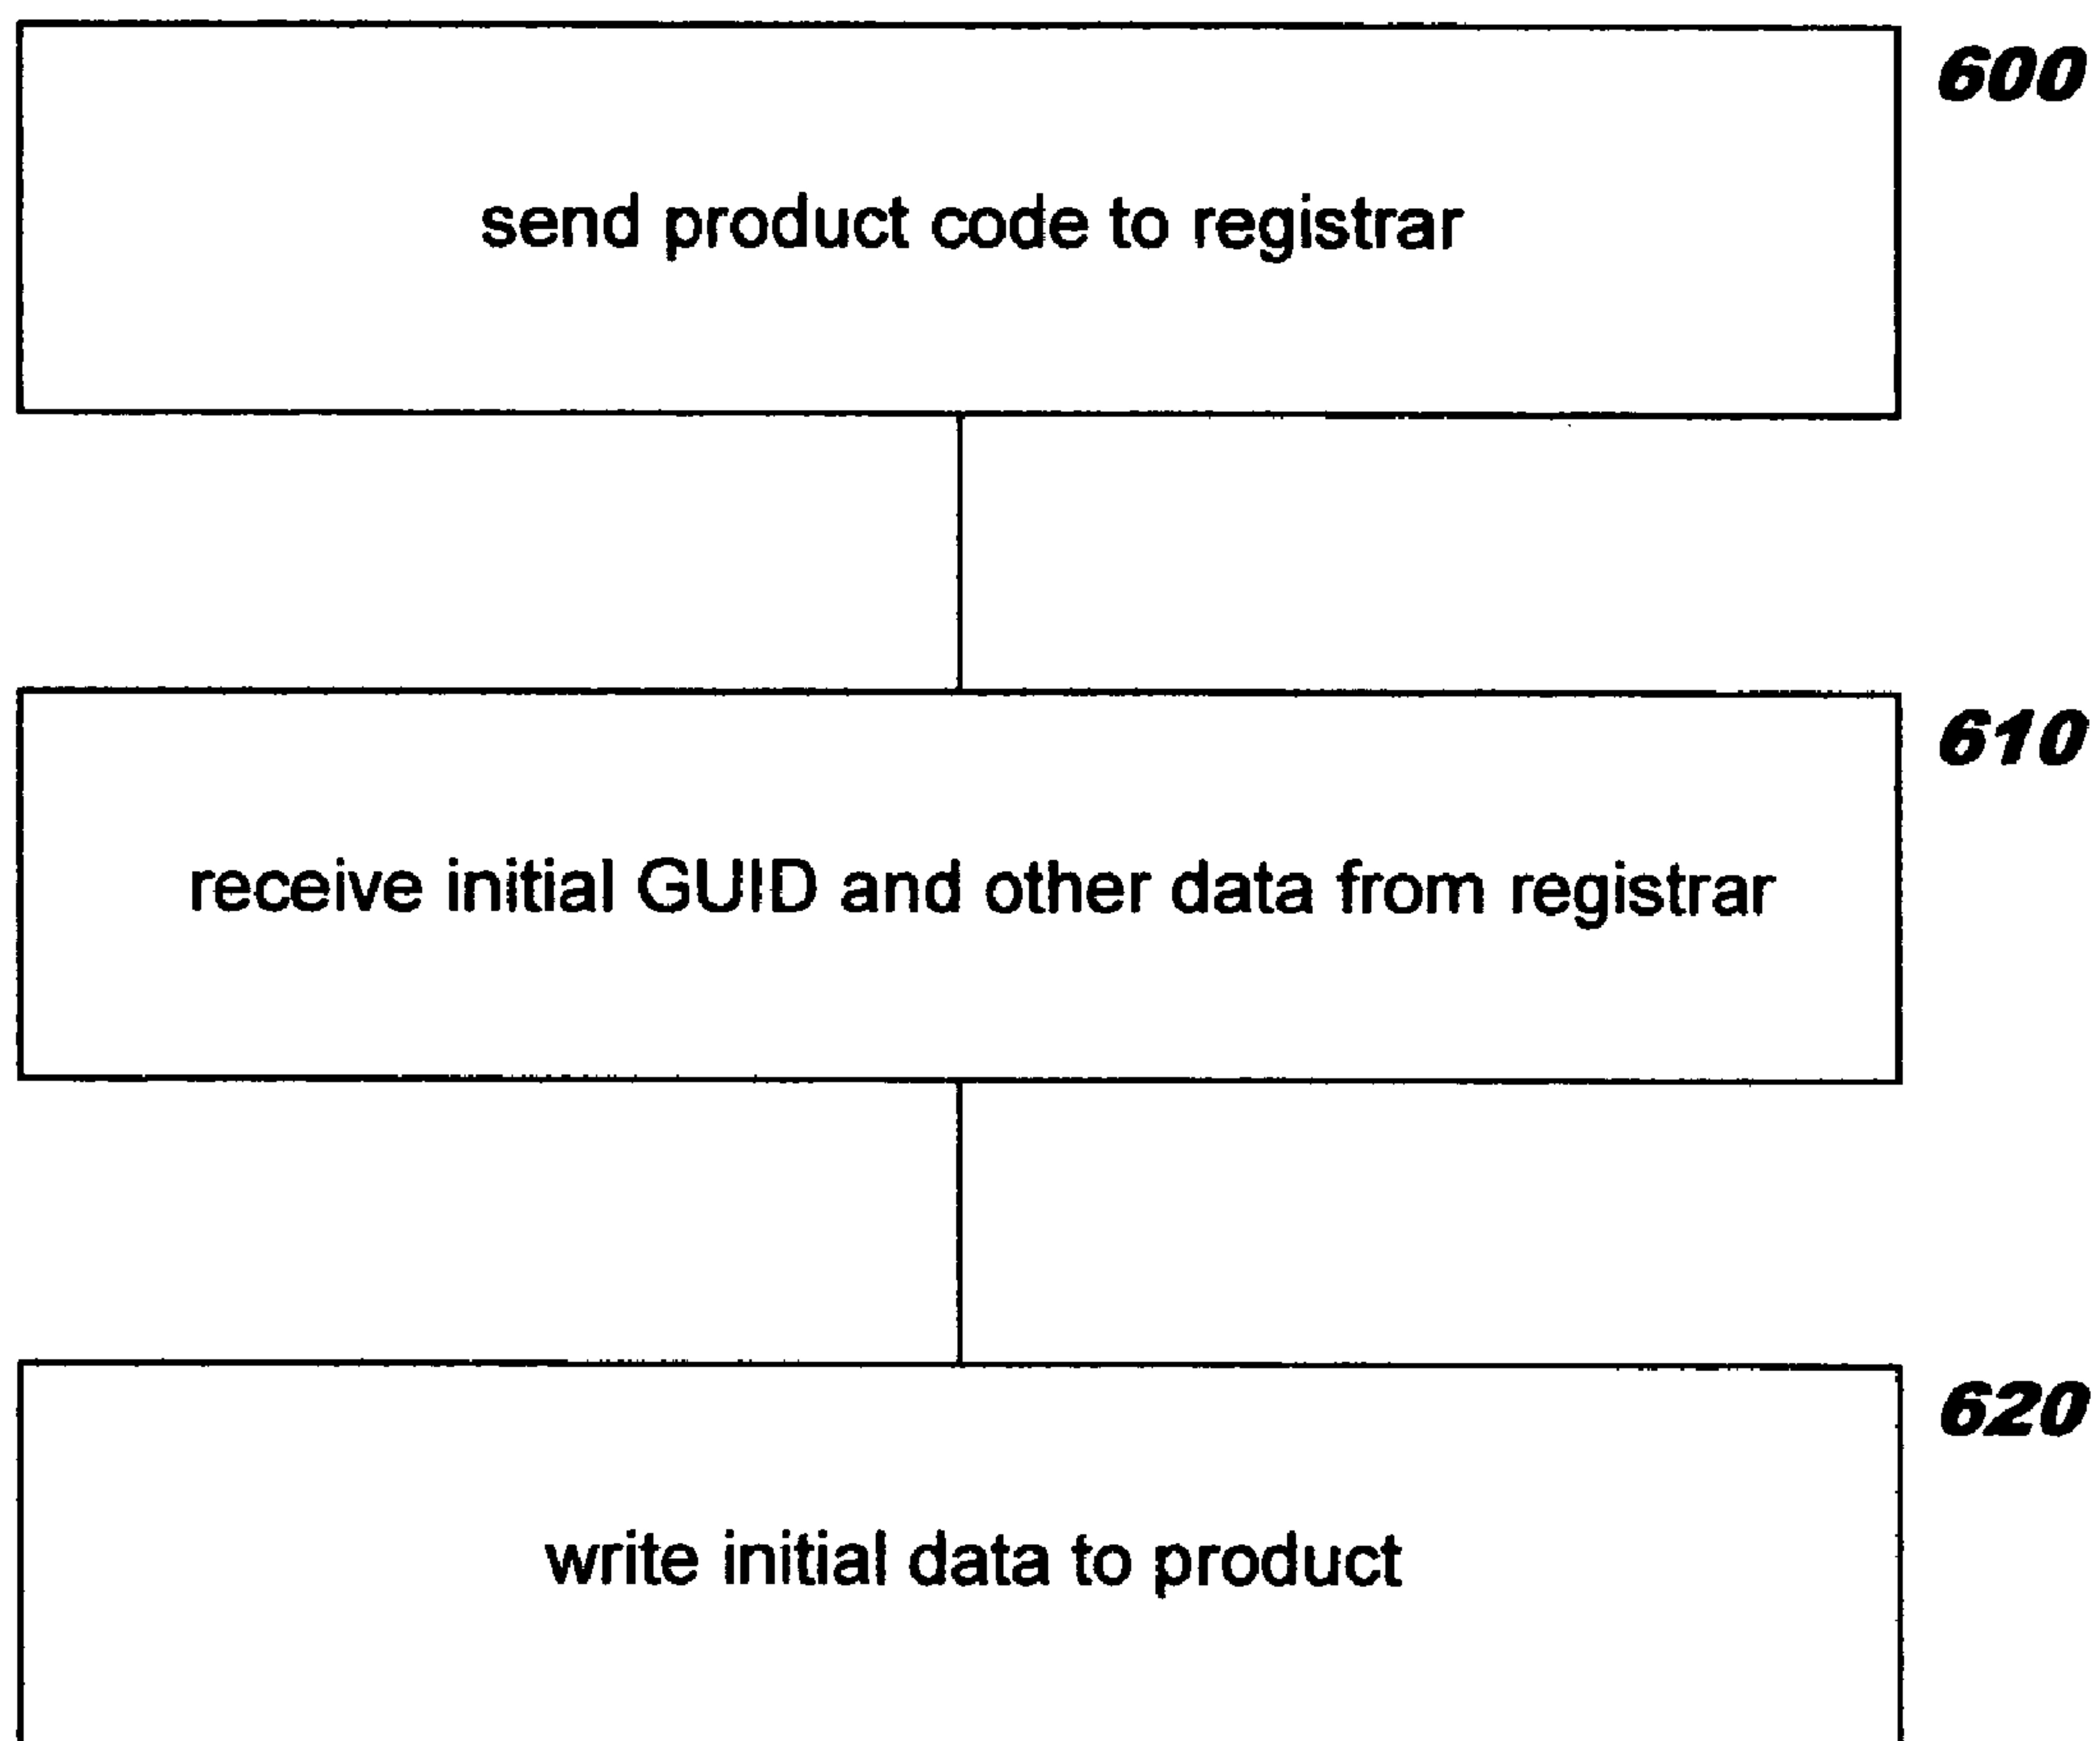 600
send product code to registrar
610
receive initial GUID and other data from registrar
620
write initial data to product